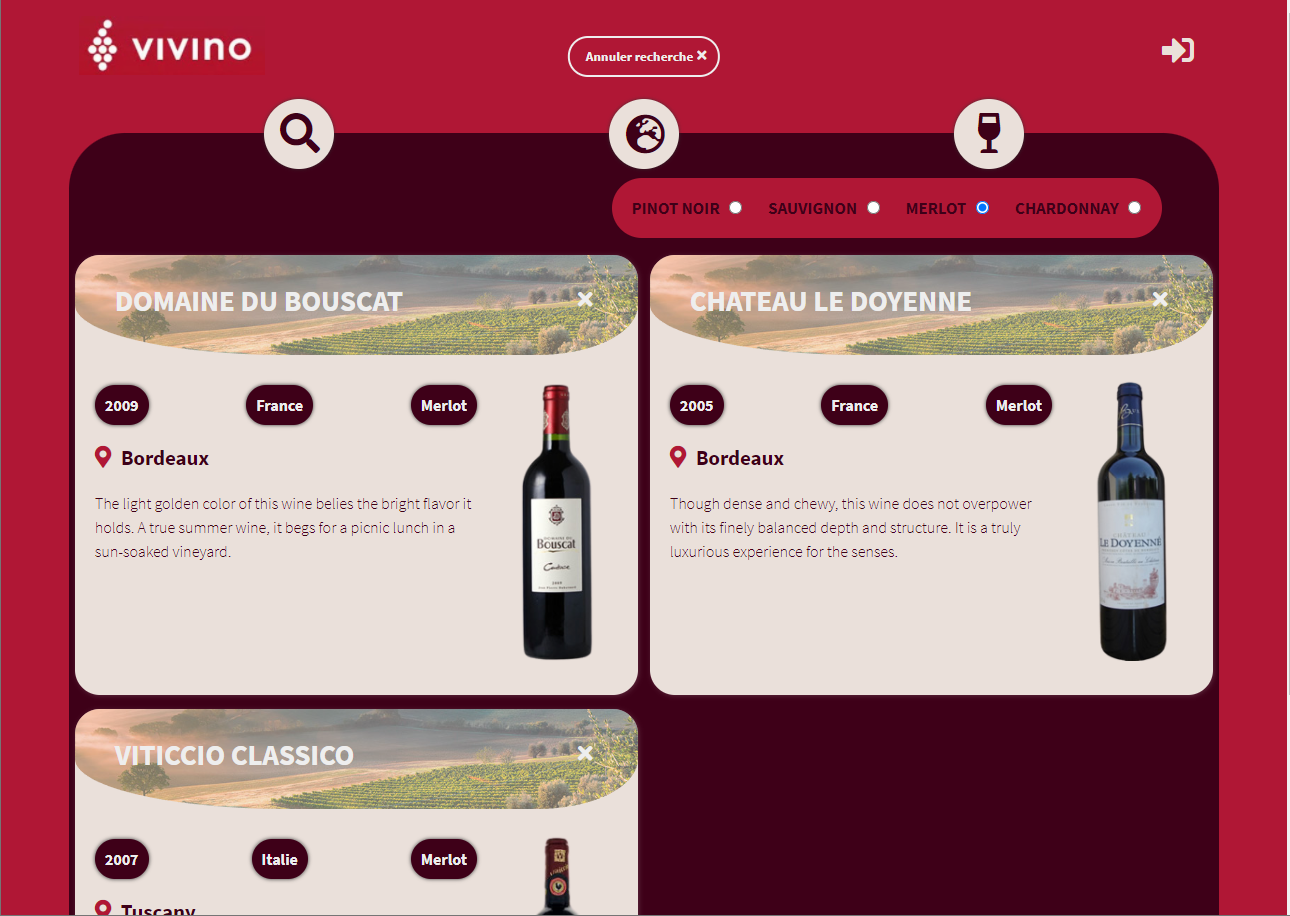 vivino
Annuler recherche ×
PINOT NOIR SAUVIGNON MERLOT CHARDONNAY
DOMAINE DU BOUSCAT ×
2009 France Merlot
Bordeaux
The light golden color of this wine belies the bright flavor it
holds. A true summer wine, it begs for a picnic lunch in a
sun-soaked vineyard.
Bouscat
Cadece
2009
CHATEAU LE DOYENNE ×
2005 France Merlot
Bordeaux
Though dense and chewy, this wine does not overpower
with its finely balanced depth and structure. It is a truly
luxurious experience for the senses.
CHATEAU
LE DOYENNÉ
VITICCIO CLASSICO ×
2007 Italie Merlot
Tuscany